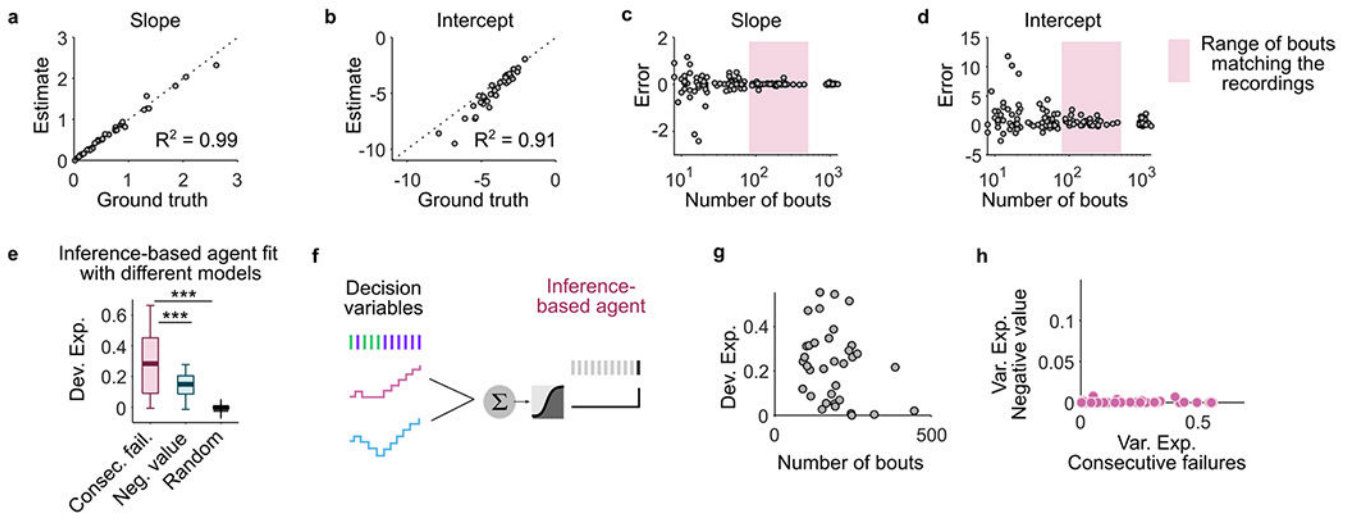 a
Slope
Estimate
3
2
1
0
R² = 0.99
0
1
2
3
Ground truth
b
Intercept
Estimate
0
-5
-10
R² = 0.91
-10
-5
0
Ground truth
c
Slope
Error
2
0
-2
10¹
10²
10³
Number of bouts
d
Intercept
Error
15
10
5
0
-5
10¹
10²
10³
Number of bouts
Range of bouts
matching the
recordings
e
Inference-based agent fit
with different models
Dev. Exp.
0.6
0.4
0.2
0
***
***
Consec. fail.
Neg. value
Random
f
Decision
variables
Σ
Inference-
based agent
g
Dev. Exp.
0.4
0.2
0
0
500
Number of bouts
h
Var. Exp.
Negative value
0.1
0.05
0
0
0.5
Var. Exp.
Consecutive failures